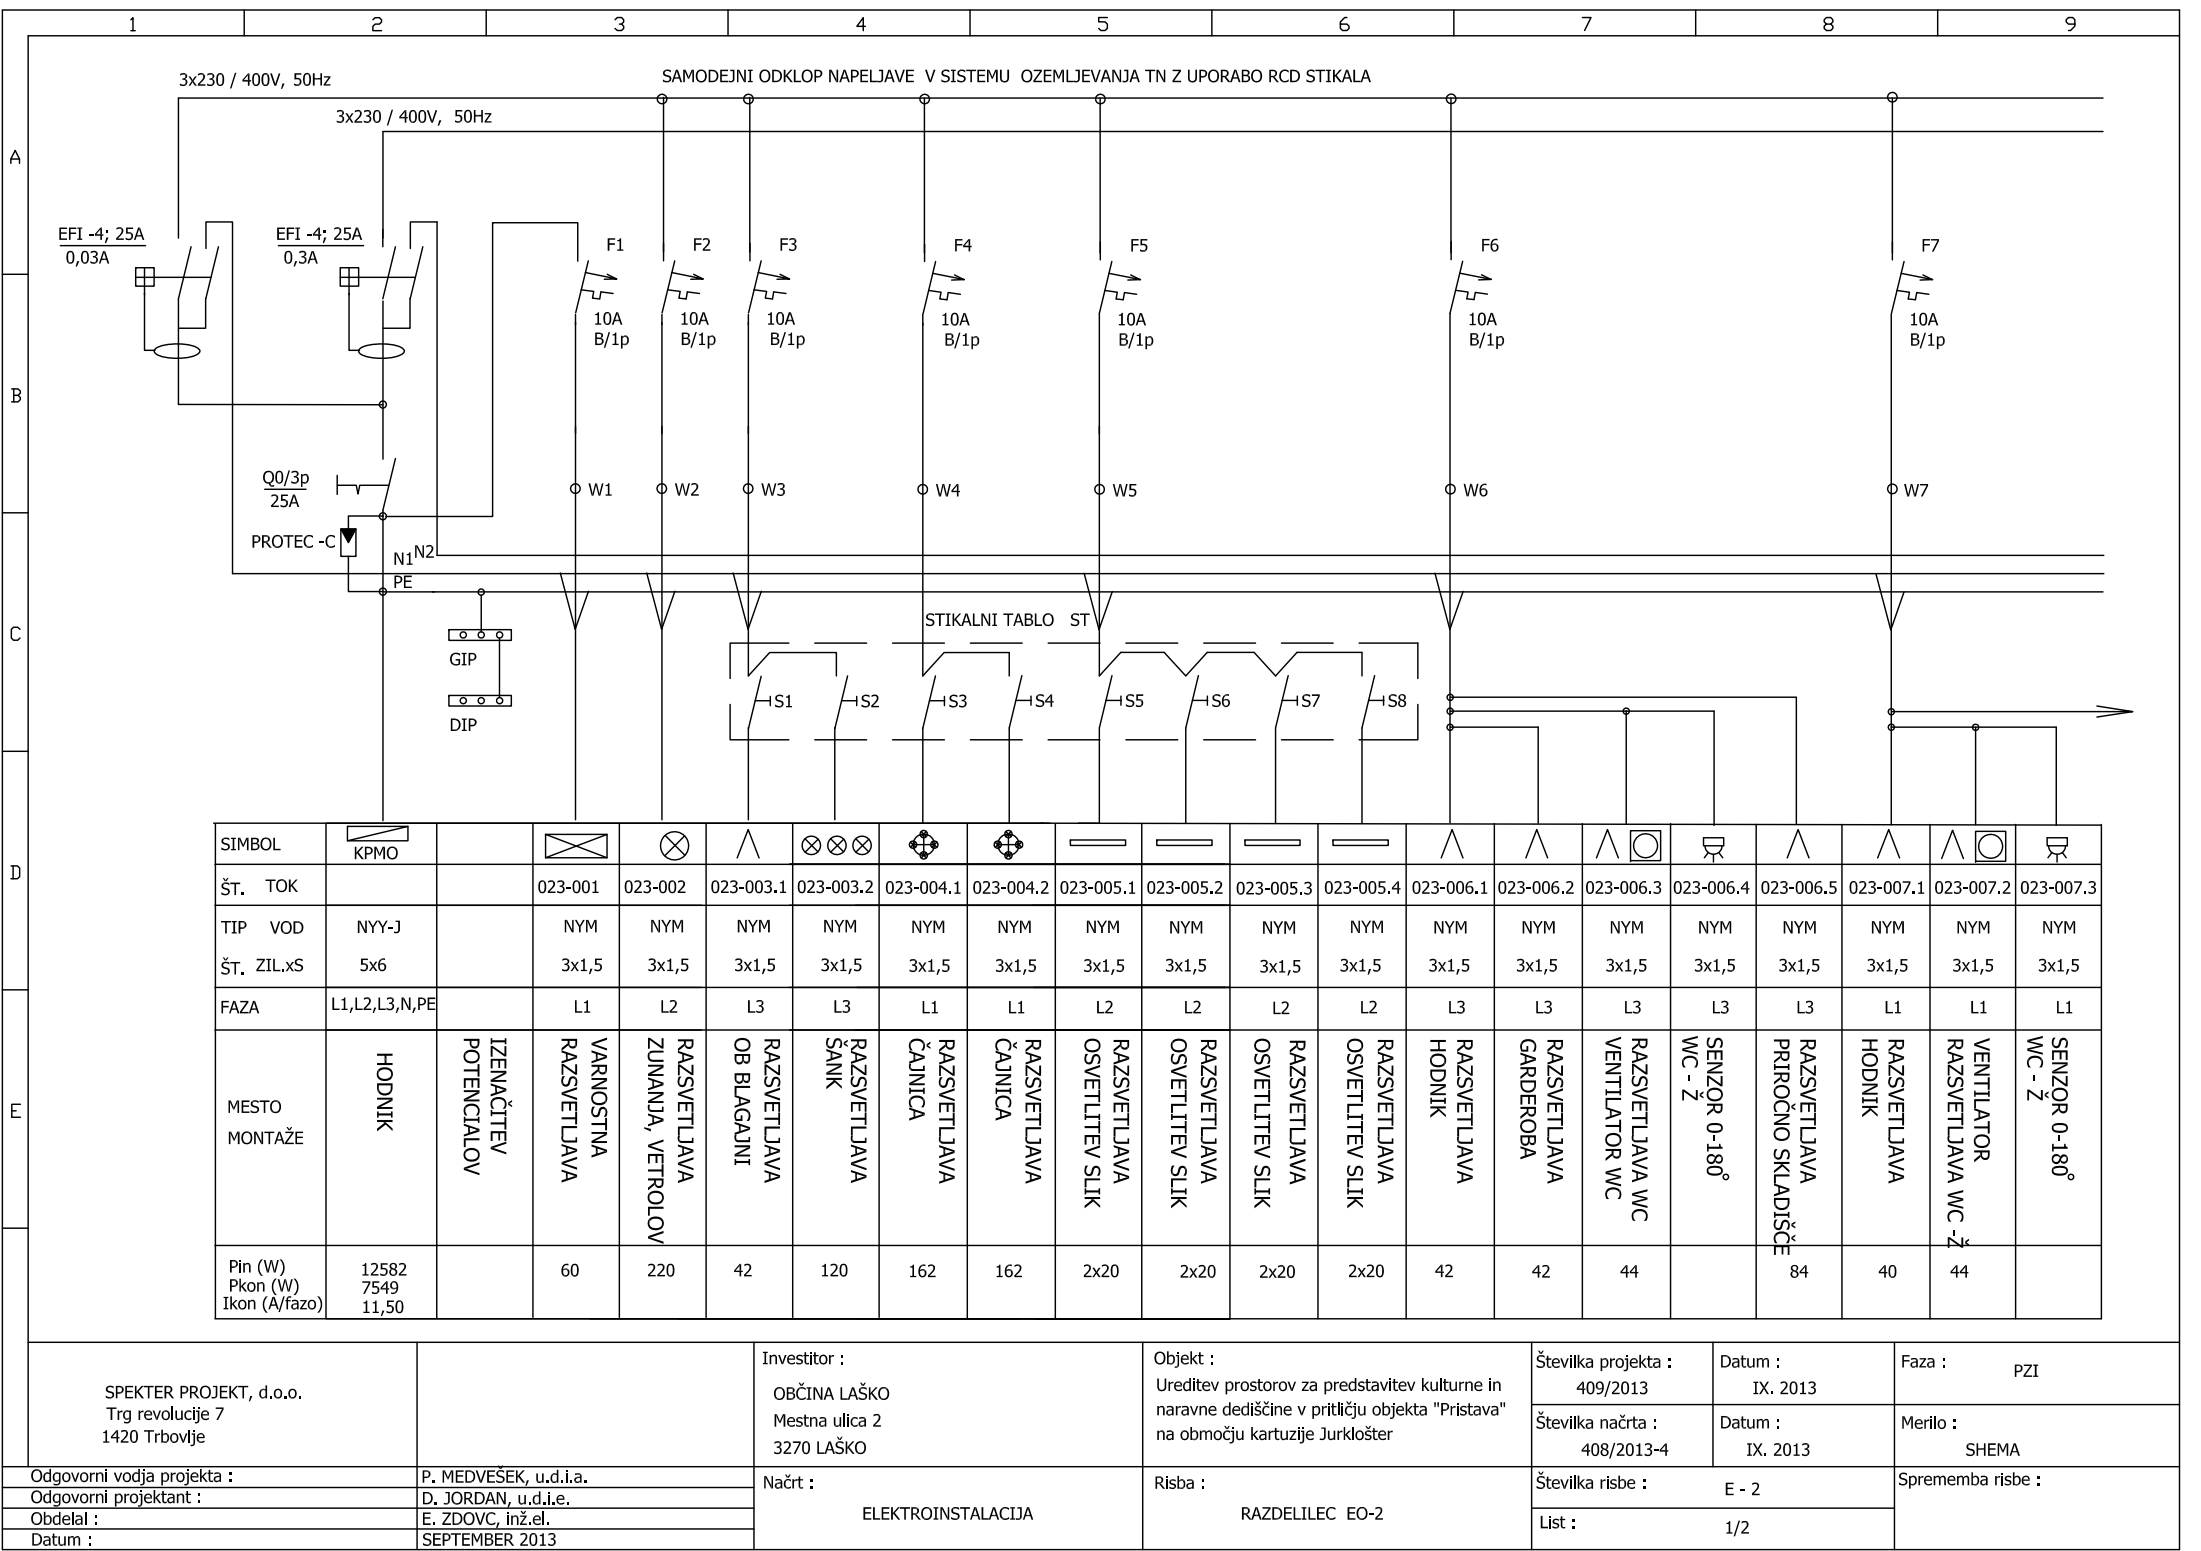 1 2 3 4 5 6 7 8 9
A
B
C
D
E
3x230 / 400V, 50Hz
SAMODEJNI ODKLOP NAPELJAVE V SISTEMU OZEMLJEVANJA TN Z UPORABO RCD STIKALA
3x230 / 400V, 50Hz
EFI -4; 25A
0,03A
EFI -4; 25A
0,3A
F1 F2 F3 F4 F5 F6 F7
10A 10A 10A 10A 10A 10A 10A
B/1p B/1p B/1p B/1p B/1p B/1p B/1p
Q0/3p
25A
W1 W2 W3 W4 W5 W6 W7
PROTEC -C
N1 N2
PE
STIKALNI TABLO ST
GIP
DIP
S1 S2 S3 S4 S5 S6 S7 S8
SIMBOL KPMO
ŠT. TOK 023-001 023-002 023-003.1 023-003.2 023-004.1 023-004.2 023-005.1 023-005.2 023-005.3 023-005.4 023-006.1 023-006.2 023-006.3 023-006.4 023-006.5 023-007.1 023-007.2 023-007.3
TIP VOD NYY-J NYM NYM NYM NYM NYM NYM NYM NYM NYM NYM NYM NYM NYM NYM NYM NYM NYM NYM
ŠT. ZIL.xS 5x6 3x1,5 3x1,5 3x1,5 3x1,5 3x1,5 3x1,5 3x1,5 3x1,5 3x1,5 3x1,5 3x1,5 3x1,5 3x1,5 3x1,5 3x1,5 3x1,5 3x1,5 3x1,5
FAZA L1,L2,L3,N,PE L1 L2 L3 L3 L1 L1 L2 L2 L2 L2 L3 L3 L3 L3 L3 L1 L1 L1
MESTO
MONTAŽE
HODNIK
IZENAČITEV
POTENCIALOV
VARNOSTNA
RAZSVETLJAVA
RAZSVETLJAVA
ZUNANJA, VETROLOV
RAZSVETLJAVA
OB BLAGAJNI
RAZSVETLJAVA
ŠANK
RAZSVETLJAVA
ČAJNICA
RAZSVETLJAVA
ČAJNICA
RAZSVETLJAVA
OSVETLITEV SLIK
RAZSVETLJAVA
OSVETLITEV SLIK
RAZSVETLJAVA
OSVETLITEV SLIK
RAZSVETLJAVA
OSVETLITEV SLIK
RAZSVETLJAVA
HODNIK
RAZSVETLJAVA
GARDEROBA
RAZSVETLJAVA WC
VENTILATOR WC
SENZOR 0-180°
WC - Ž
RAZSVETLJAVA
PRIROČNO SKLADIŠČE
RAZSVETLJAVA
HODNIK
VENTILATOR
RAZSVETLJAVA WC -Ž
SENZOR 0-180°
WC - Ž
Pin (W) 12582 60 220 42 120 162 162 2x20 2x20 2x20 2x20 42 42 44 84 40 44
Pkon (W) 7549
Ikon (A/fazo) 11,50
SPEKTER PROJEKT, d.o.o.
Trg revolucije 7
1420 Trbovlje
Investitor :
OBČINA LAŠKO
Mestna ulica 2
3270 LAŠKO
Objekt :
Ureditev prostorov za predstavitev kulturne in
naravne dediščine v pritličju objekta "Pristava"
na območju kartuzije Jurklošter
Številka projekta :
409/2013
Datum :
IX. 2013
Faza :
PZI
Številka načrta :
408/2013-4
Datum :
IX. 2013
Merilo :
SHEMA
Odgovorni vodja projekta : P. MEDVEŠEK, u.d.i.a.
Odgovorni projektant : D. JORDAN, u.d.i.e.
Obdelal : E. ZDOVC, inž.el.
Datum : SEPTEMBER 2013
Načrt :
ELEKTROINSTALACIJA
Risba :
RAZDELILEC EO-2
Številka risbe :
E - 2
List :
1/2
Sprememba risbe :